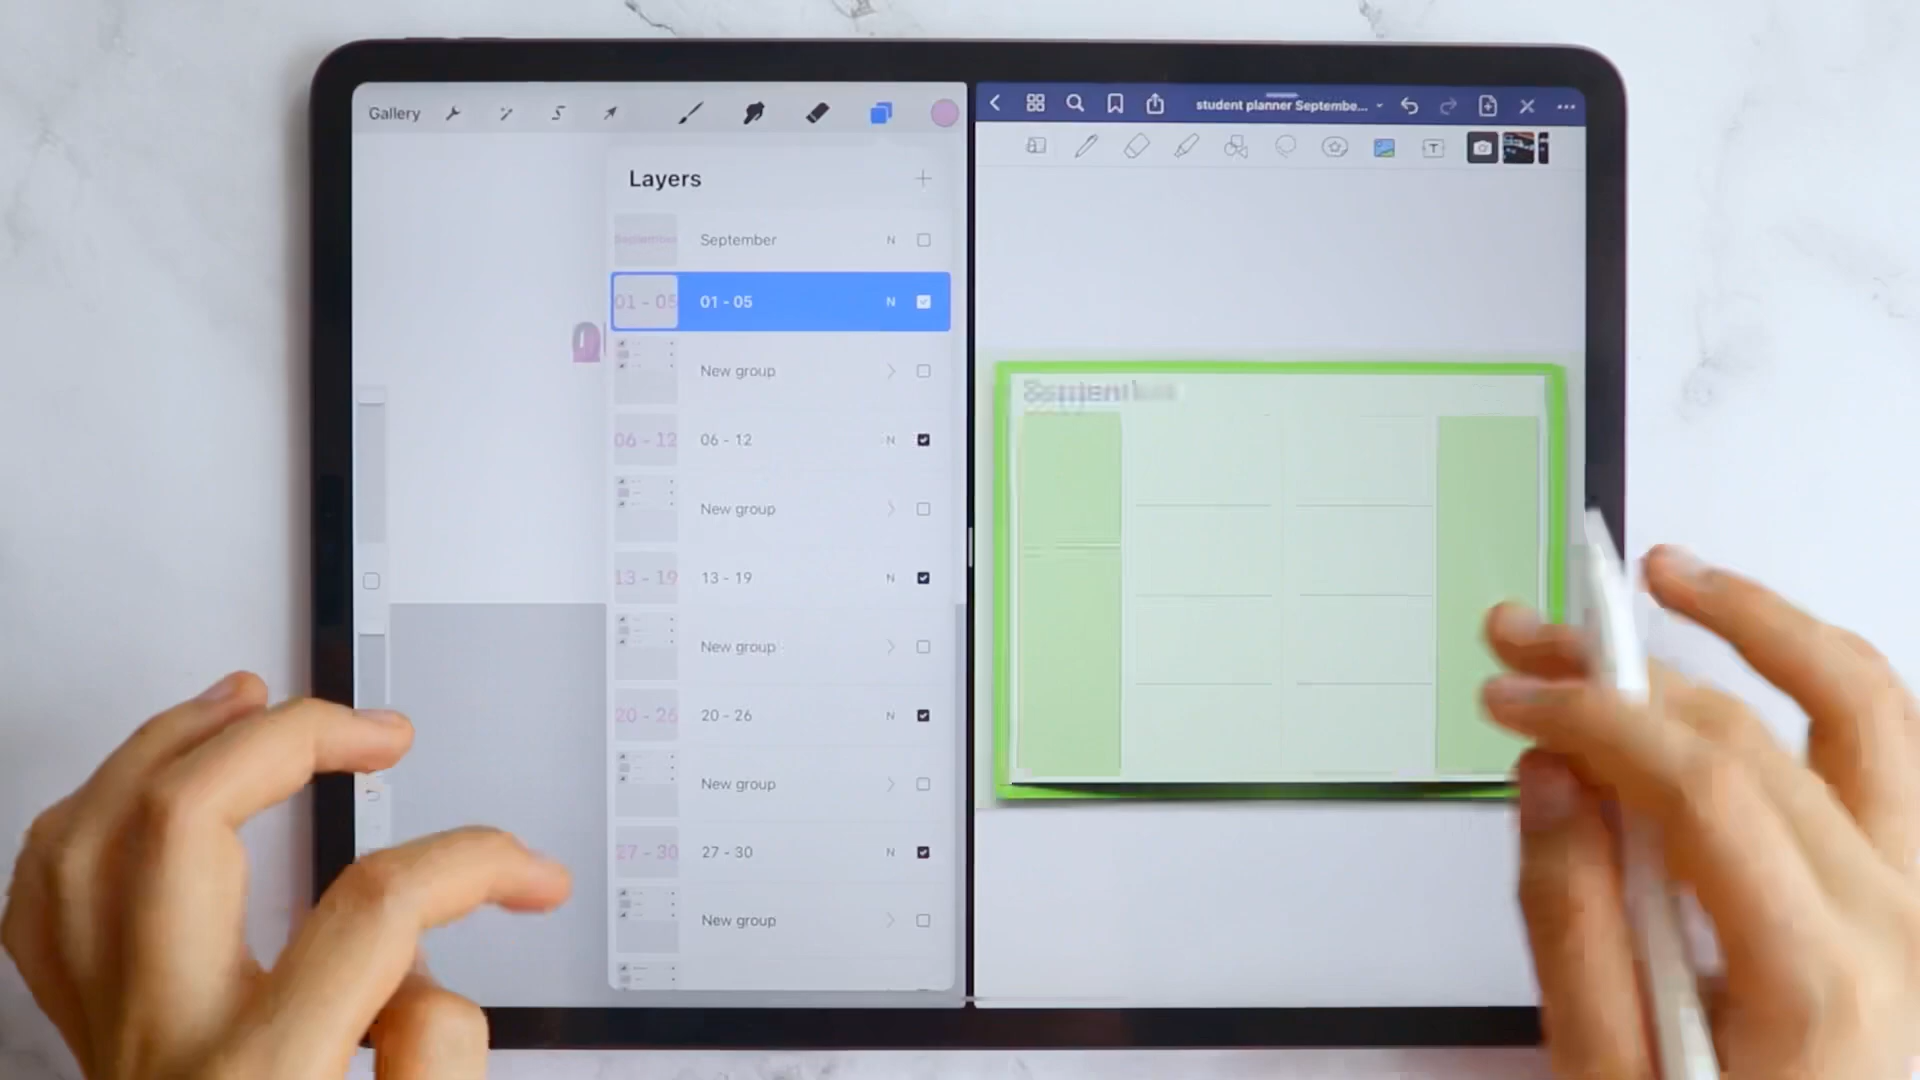 Gallery
student planner Septembe...
Layers
September N
01 - 05 01 - 05 N
New group
06 - 12 06 - 12 N
New group
13 - 19 13 - 19 N
New group
20 - 26 20 - 26 N
New group
27 - 30 27 - 30 N
New group
September